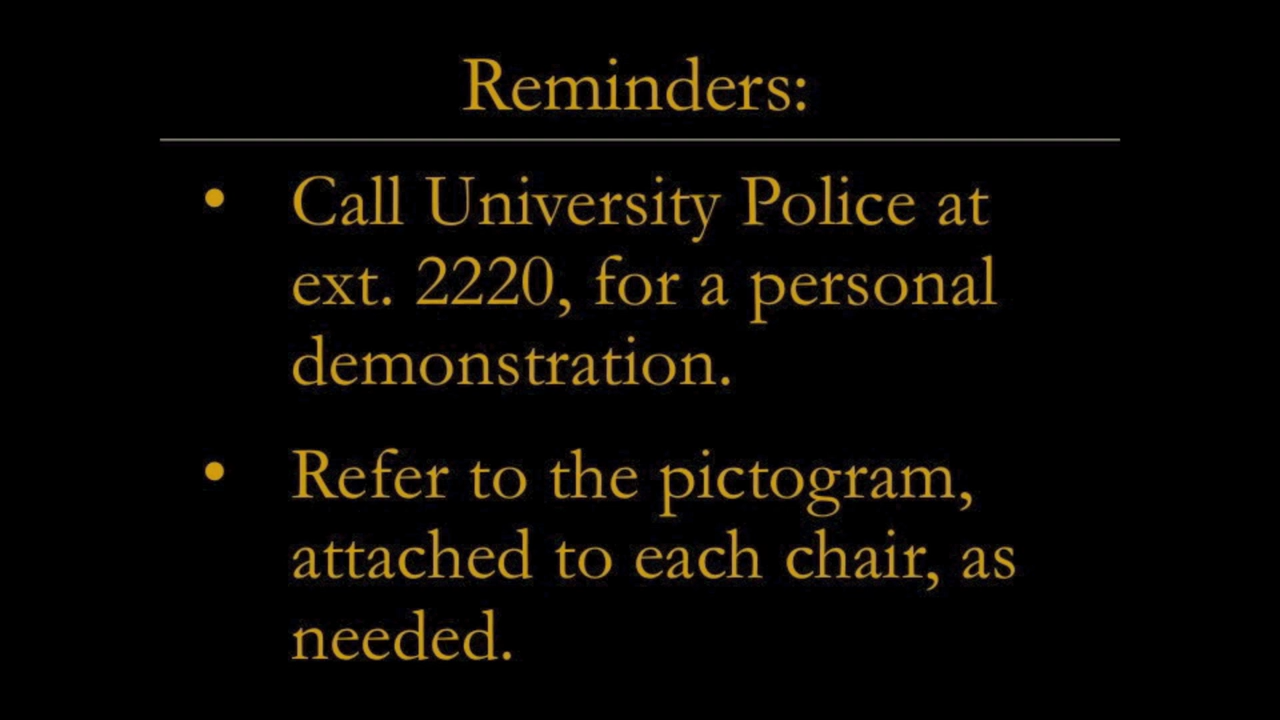 Reminders:
• Call University Police at
ext. 2220, for a personal
demonstration.
• Refer to the pictogram,
attached to each chair, as
needed.